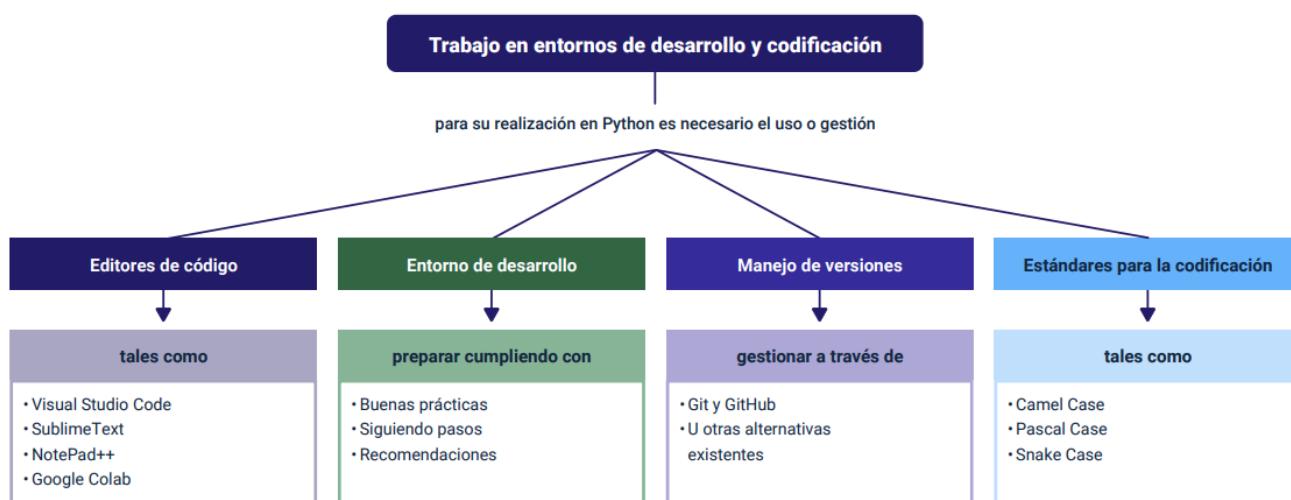 Trabajo en entornos de desarrollo y codificación
para su realización en Python es necesario el uso o gestión
Editores de código
tales como
• Visual Studio Code
• SublimeText
• NotePad++
• Google Colab
Entorno de desarrollo
preparar cumpliendo con
• Buenas prácticas
• Siguiendo pasos
• Recomendaciones
Manejo de versiones
gestionar a través de
• Git y GitHub
• U otras alternativas
existentes
Estándares para la codificación
tales como
• Camel Case
• Pascal Case
• Snake Case